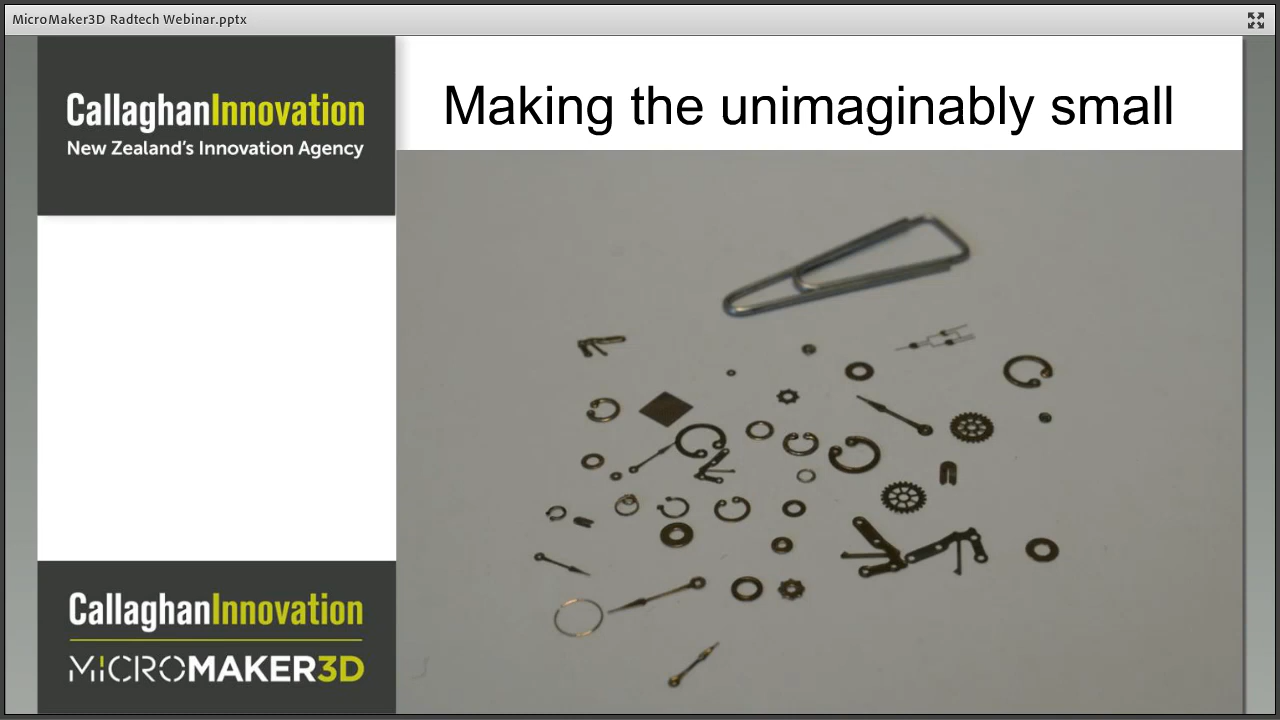 MicroMaker3D Radtech Webinar.pptx
CallaghanInnovation
New Zealand's Innovation Agency
Making the unimaginably small
CallaghanInnovation
MICROMAKER3D